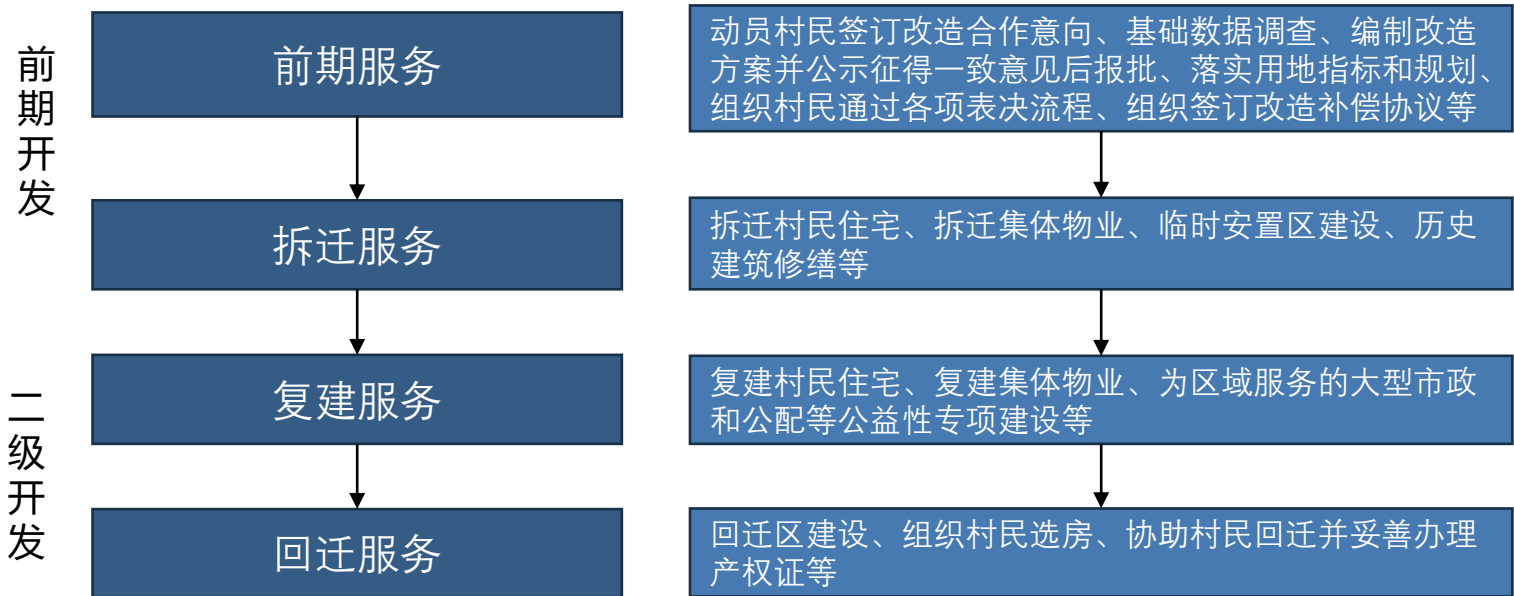 前期开发
前期服务
动员村民签订改造合作意向、基础数据调查、编制改造
方案并公示征得一致意见后报批、落实用地指标和规划、
组织村民通过各项表决流程、组织签订改造补偿协议等
拆迁服务
拆迁村民住宅、拆迁集体物业、临时安置区建设、历史
建筑修缮等
二级开发
复建服务
复建村民住宅、复建集体物业、为区域服务的大型市政
和公配等公益性专项建设等
回迁服务
回迁区建设、组织村民选房、协助村民回迁并妥善办理
产权证等